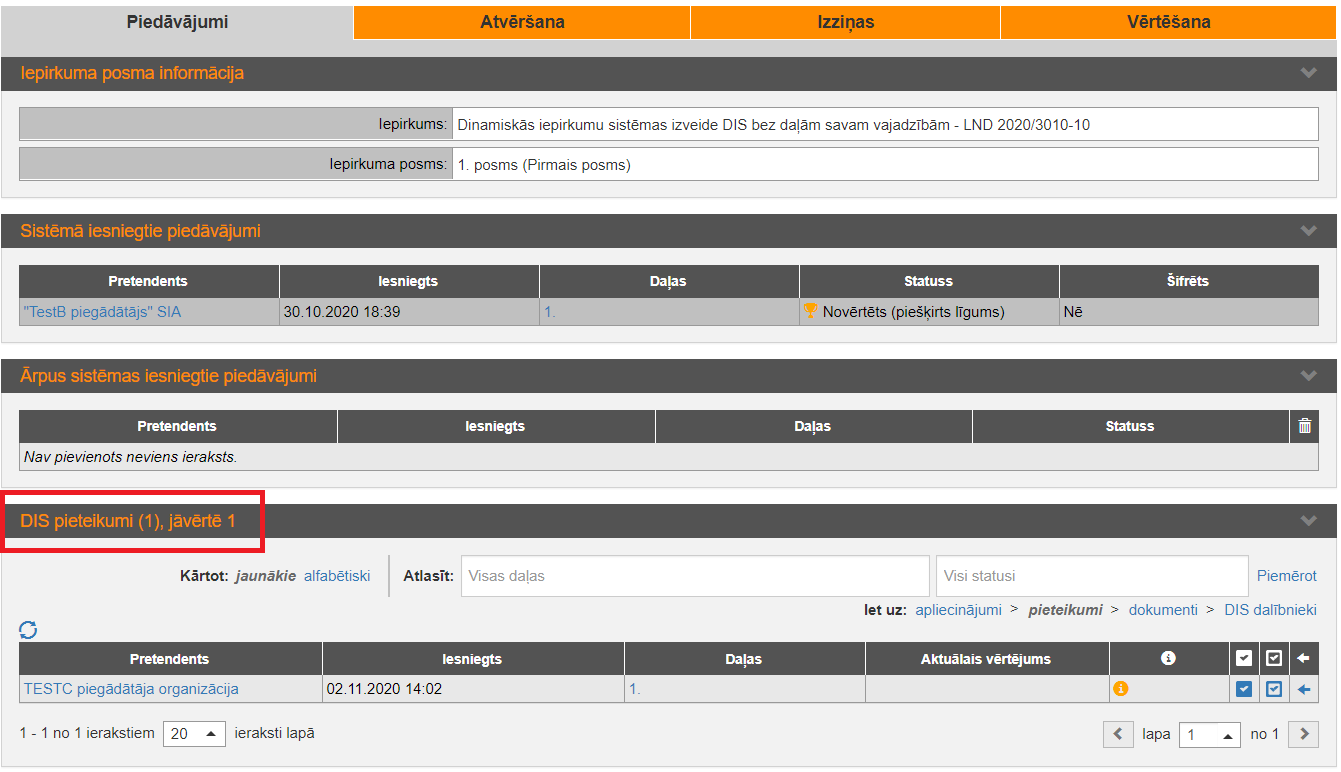 Piedāvājumi Atvēršana Izziņas Vērtēšana
Iepirkuma posma informācija
Iepirkums: Dinamiskās iepirkumu sistēmas izveide DIS bez daļām savam vajadzībām - LND 2020/3010-10
Iepirkuma posms: 1. posms (Pirmais posms)
Sistēmā iesniegtie piedāvājumi
Pretendents Iesniegts Daļas Statuss Šifrēts
"TestB piegādātājs" SIA 30.10.2020 18:39 1. Novērtēts (piešķirts līgums) Nē
Ārpus sistēmas iesniegtie piedāvājumi
Pretendents Iesniegts Daļas Statuss
Nav pievienots neviens ieraksts.
DIS pieteikumi (1), jāvērtē 1
Kārtot: jaunākie alfabētiski Atlasīt: Visas daļas Visi statusi Piemērot
Iet uz: apliecinājumi > pieteikumi > dokumenti > DIS dalībnieki
Pretendents Iesniegts Daļas Aktuālais vērtējums
TESTC piegādātāja organizācija 02.11.2020 14:02 1.
1 - 1 no 1 ierakstiem 20 ieraksti lapā lapa 1 no 1